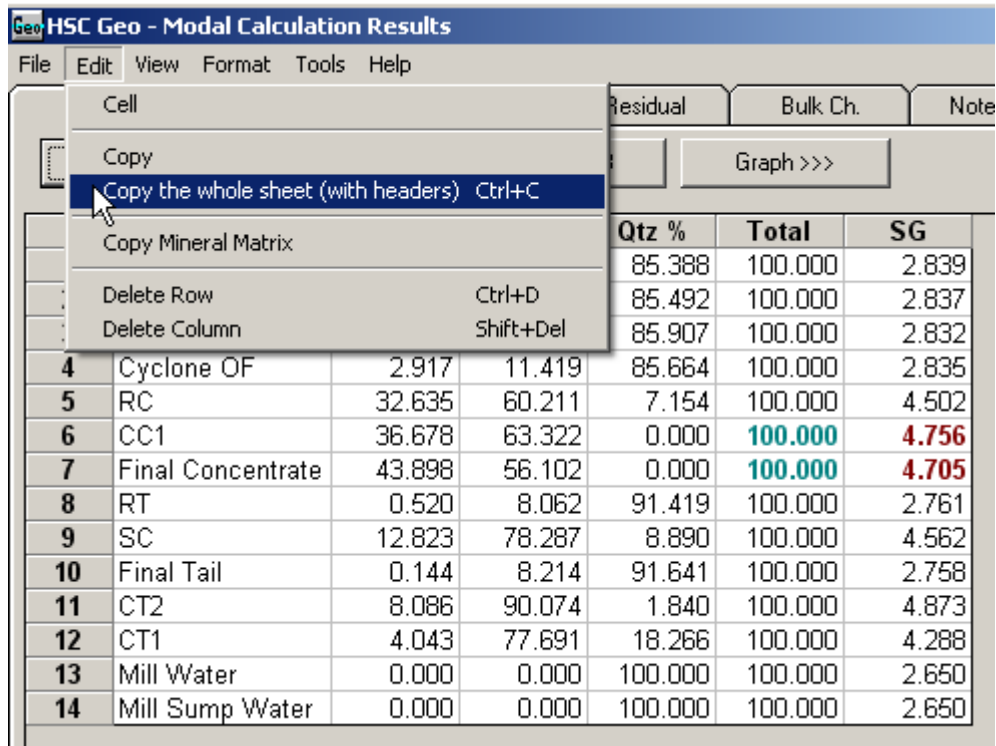 Geo HSC Geo - Modal Calculation Results
File Edit View Format Tools Help
Cell
Residual Bulk Ch. Note
Copy
Graph >>>
Copy the whole sheet (with headers) Ctrl+C
Copy Mineral Matrix
Qtz % Total SG
85.388 100.000 2.839
Delete Row Ctrl+D
85.492 100.000 2.837
Delete Column Shift+Del
85.907 100.000 2.832
4 Cyclone OF 2.917 11.419 85.664 100.000 2.835
5 RC 32.635 60.211 7.154 100.000 4.502
6 CC1 36.678 63.322 0.000 100.000 4.756
7 Final Concentrate 43.898 56.102 0.000 100.000 4.705
8 RT 0.520 8.062 91.419 100.000 2.761
9 SC 12.823 78.287 8.890 100.000 4.562
10 Final Tail 0.144 8.214 91.641 100.000 2.758
11 CT2 8.086 90.074 1.840 100.000 4.873
12 CT1 4.043 77.691 18.266 100.000 4.288
13 Mill Water 0.000 0.000 100.000 100.000 2.650
14 Mill Sump Water 0.000 0.000 100.000 100.000 2.650